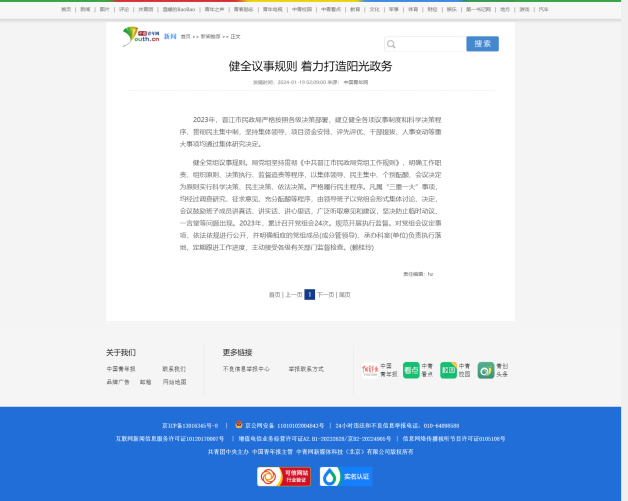 首页 | 新闻 | 图片 | 评论 | 共青团 | 温暖的BaoBao | 青年之声 | 青春励志 | 青年电视 | 中青校园 | 中青看点 | 教育 | 文化 | 军事 | 体育 | 财经 | 娱乐 | 第一书记网 | 地方 | 游戏 | 汽车
中国青年网 youth.cn 新闻 首页 >> 新闻推荐 >> 正文
搜索
健全议事规则 着力打造阳光政务
发稿时间：2024-01-19 02:09:00 来源： 中国青年网
2023年，晋江市民政局严格按照各级决策部署，建立健全各项议事制度和科学决策程
序，贯彻民主集中制，坚持集体领导，项目资金安排、评先评优、干部提拔、人事变动等重
大事项均通过集体研究决定。
健全党组议事规则。局党组坚持贯彻《中共晋江市民政局党组工作规则》，明确工作职
责、组织原则、决策执行、监督追责等程序，以集体领导、民主集中、个别酝酿、会议决定
为原则实行科学决策、民主决策、依法决策。严格履行民主程序。凡属“三重一大”事项，
均经过调查研究、征求意见、充分酝酿等程序，由领导班子以党组会形式集体讨论、决定，
会议鼓励班子成员讲真话、讲实话、讲心里话，广泛听取意见和建议，坚决防止临时动议、
一言堂等问题出现。2023年，累计召开党组会24次。规范开展执行监督。对党组会议定事
项，依法依规进行公开，并明确相应的党组成员(或分管领导)、承办科室(单位)负责执行落
地，定期跟进工作进度，主动接受各级有关部门监督检查。(赖桂玲)
责任编辑：hr
首页 | 上一页 1 下一页 | 尾页
关于我们
中国青年报 联系我们
品牌广告 邮箱 网站地图
更多链接
不良信息举报中心 举报联系方式
中国青年报
看点 中青看点
校园 中青校园
青创头条
京ICP备13016345号-8 | 京公网安备 11010102004843号 | 24小时违法和不良信息举报电话：010-64098588
互联网新闻信息服务许可证10120170007号 | 增值电信业务经营许可证A2.B1-20232628/京B2-20224005号 | 信息网络传播视听节目许可证0105108号
共青团中央主办 中国青年报主管 中青网新媒体科技（北京）有限公司版权所有
可信网站 行业验证
实名认证